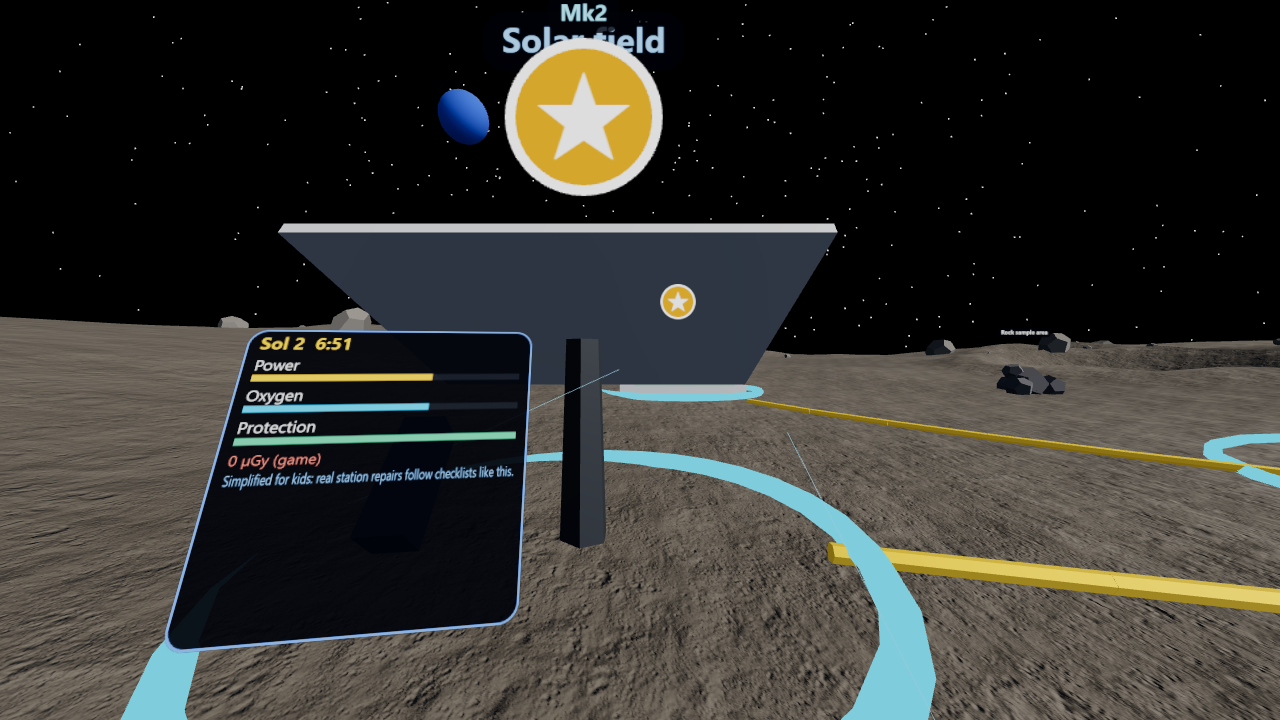 Mk2
Solar field
Rock sample area
Sol 2 6:51
Power
Oxygen
Protection
0 µGy (game)
Simplified for kids: real station repairs follow checklists like this.